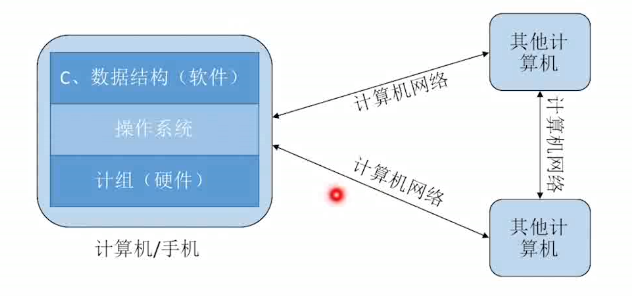 C、数据结构（软件）
操作系统
计组（硬件）
计算机/手机
计算机网络
计算机网络
其他计
算机
计算机网络
其他计
算机